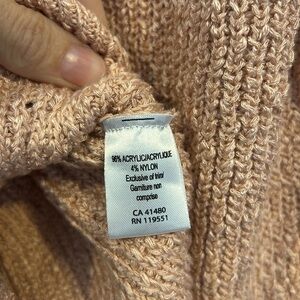 96% ACRYLIC/ACRYLIQUE
4% NYLON
Exclusive of trim/
Garniture non
comprise
CA 41480
RN 119551